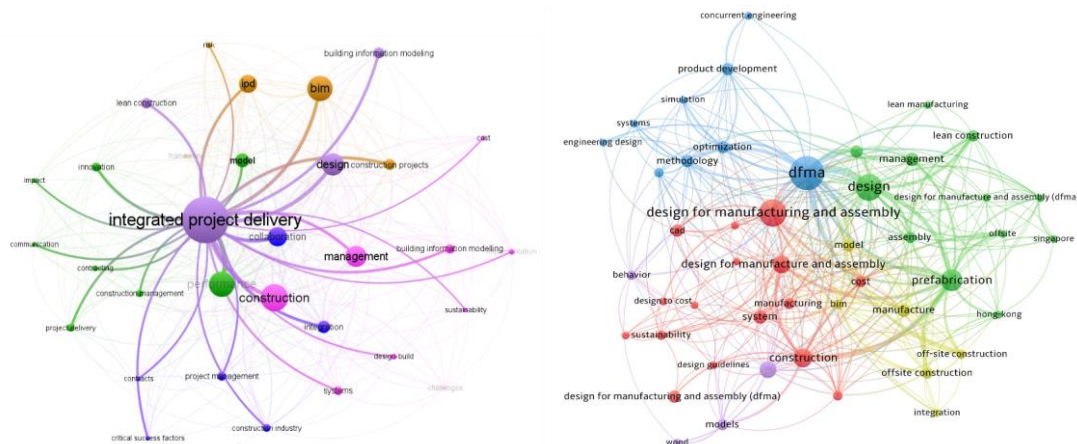 risk
building information modeling
ipd
bim
lean construction
cost
framework
model
innovation
design
construction projects
impact
integrated project delivery
collaboration
communication
management
building information modelling
contracting
performance
construction management
construction
sustainability
project delivery
integration
design-build
contracts
project management
systems
challenges
construction industry
critical success factors
concurrent engineering
product development
simulation
lean manufacturing
systems
lean construction
engineering design
optimization
methodology
management
dfma
design
design for manufacture and assembly (dfma)
design for manufacturing and assembly
cad
assembly
offsite
singapore
model
behavior
design for manufacture and assembly
cost
prefabrication
design to cost
manufacturing
bim
manufacture
system
hong-kong
sustainability
off-site construction
design guidelines
construction
offsite construction
design for manufacturing and assembly (dfma)
integration
models
wood